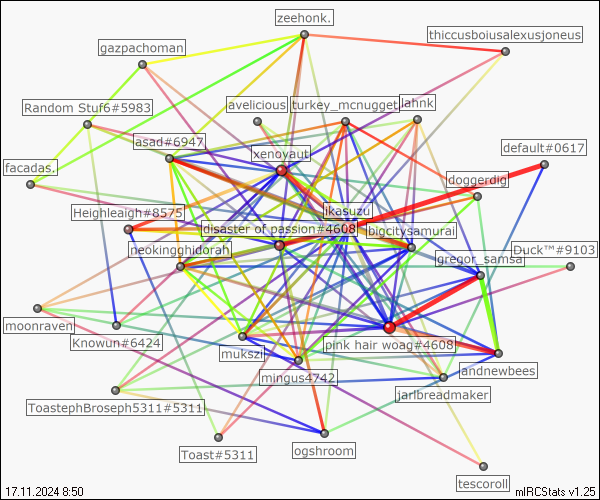 zeehonk.
thiccusboiusalexusjoneus
gazpachoman
Random Stuf6#5983
avelicious
turkey_mcnugget
lahnk
asad#6947
xenoyaut
default#0617
facadas.
doggerdig
Heighleaigh#8575
ikasuzu
disaster of passion#4608
bigcitysamurai
neokingghidorah
gregor_samsa
Duck™#9103
moonraven
Knowun#6424
mukszi
pink hair woag#4608
mingus4742
andnewbees
jarlbreadmaker
ToastephBroseph5311#5311
Toast#5311
ogshroom
tescoroll
17.11.2024 8:50
mIRCStats v1.25